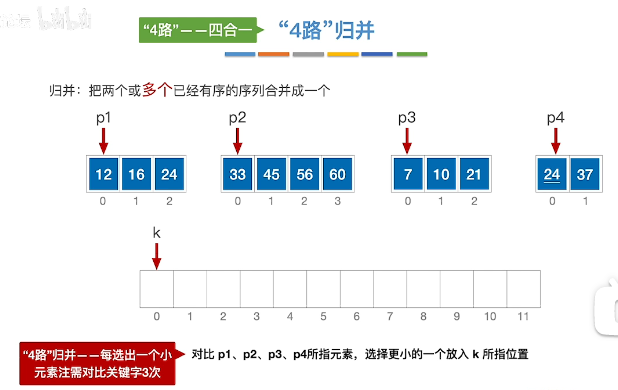 “4路”——四合一
“4路”归并
归并：把两个或多个已经有序的序列合并成一个
p1 p2 p3 p4
12 16 24 33 45 56 60 7 10 21 24 37
0 1 2 0 1 2 3 0 1 2 0 1
k
0 1 2 3 4 5 6 7 8 9 10 11
“4路”归并——每选出一个小
元素注需对比关键字3次
对比 p1、p2、p3、p4所指元素，选择更小的一个放入 k 所指位置